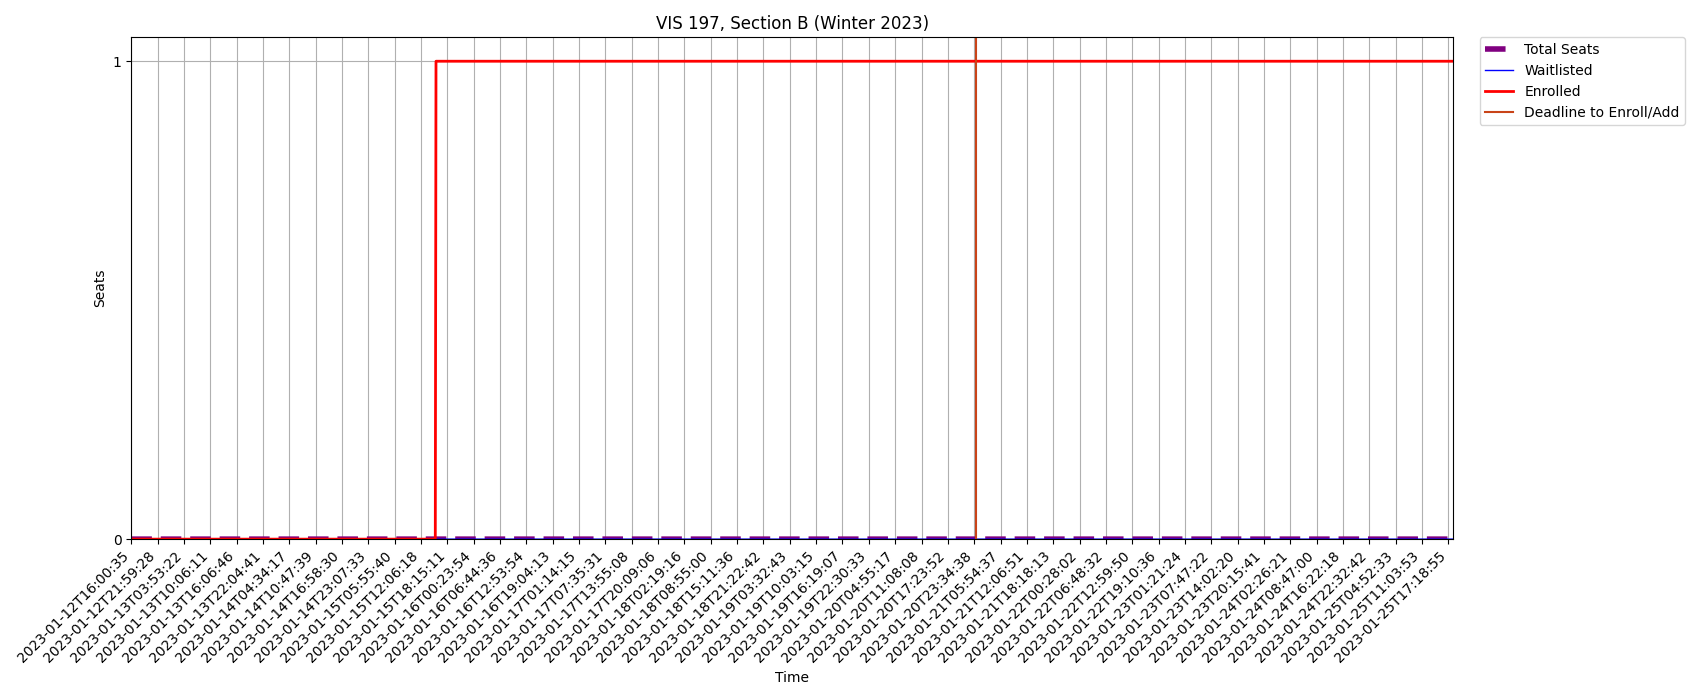 VIS 197, Section B (Winter 2023)
Total Seats
Waitlisted
Enrolled
Deadline to Enroll/Add
Seats
1
0
2023-01-12T16:00:35
2023-01-12T21:59:28
2023-01-13T03:53:22
2023-01-13T10:06:11
2023-01-13T16:06:46
2023-01-13T22:04:41
2023-01-14T04:34:17
2023-01-14T10:47:39
2023-01-14T16:58:30
2023-01-14T23:07:33
2023-01-15T05:55:40
2023-01-15T12:06:18
2023-01-15T18:15:11
2023-01-16T00:23:54
2023-01-16T06:44:36
2023-01-16T12:53:54
2023-01-16T19:04:13
2023-01-17T01:14:15
2023-01-17T07:35:31
2023-01-17T13:55:08
2023-01-17T20:09:06
2023-01-18T02:19:16
2023-01-18T08:55:00
2023-01-18T15:11:36
2023-01-18T21:22:42
2023-01-19T03:32:43
2023-01-19T10:03:15
2023-01-19T16:19:07
2023-01-19T22:30:33
2023-01-20T04:55:17
2023-01-20T11:08:08
2023-01-20T17:23:52
2023-01-20T23:34:38
2023-01-21T05:54:37
2023-01-21T12:06:51
2023-01-21T18:18:13
2023-01-22T00:28:02
2023-01-22T06:48:32
2023-01-22T12:59:50
2023-01-22T19:10:36
2023-01-23T01:21:24
2023-01-23T07:47:22
2023-01-23T14:02:20
2023-01-23T20:15:41
2023-01-24T02:26:21
2023-01-24T08:47:00
2023-01-24T16:22:18
2023-01-24T22:32:42
2023-01-25T04:52:33
2023-01-25T11:03:53
2023-01-25T17:18:55
Time